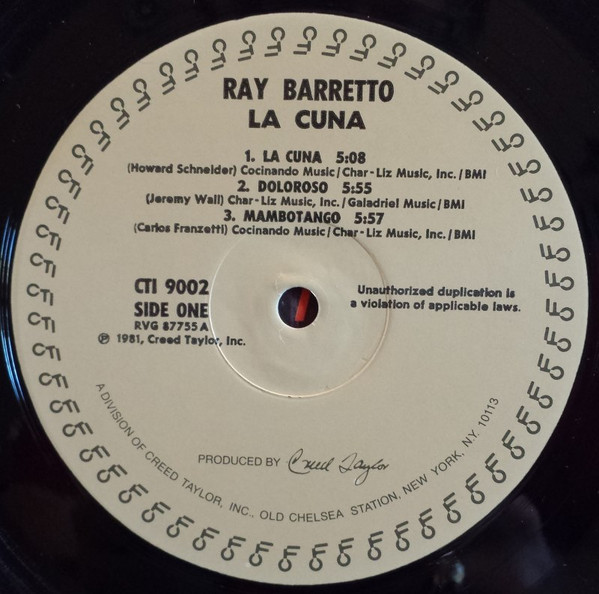 RAY BARRETTO
LA CUNA
1. LA CUNA 5:08
(Howard Schneider) Cocinando Music/Char-Liz Music, Inc./BMI
2. DOLOROSO 5:55
(Jeremy Wall) Char-Liz Music, Inc./Galadriel Music/BMI
3. MAMBOTANGO 5:57
(Carlos Franzetti) Cocinando Music/Char-Liz Music, Inc./BMI
CTI 9002
SIDE ONE
RVG 87755 A
℗ 1981, Creed Taylor, Inc.
Unauthorized duplication is
a violation of applicable laws.
PRODUCED BY Creed Taylor
A DIVISION OF CREED TAYLOR, INC., OLD CHELSEA STATION, NEW YORK, N.Y. 10113
CTI